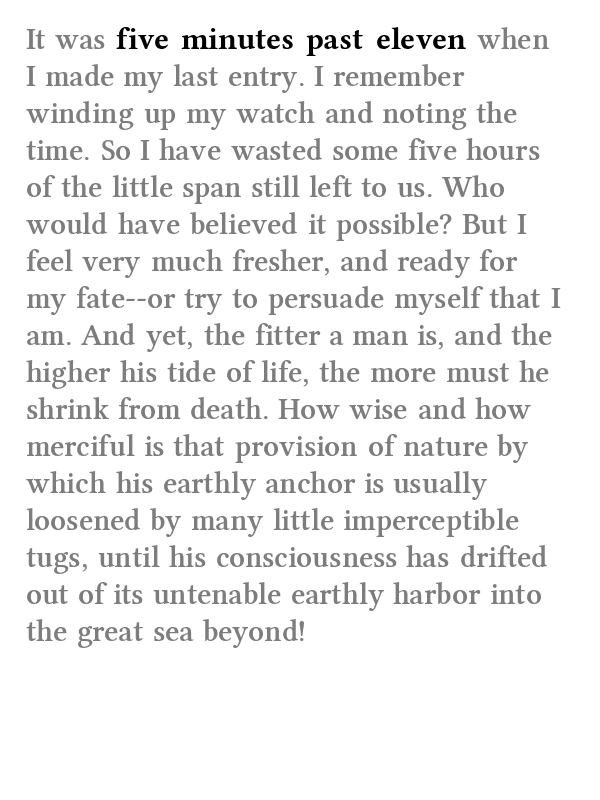 It was five minutes past eleven when
I made my last entry. I remember
winding up my watch and noting the
time. So I have wasted some five hours
of the little span still left to us. Who
would have believed it possible? But I
feel very much fresher, and ready for
my fate--or try to persuade myself that I
am. And yet, the fitter a man is, and the
higher his tide of life, the more must he
shrink from death. How wise and how
merciful is that provision of nature by
which his earthly anchor is usually
loosened by many little imperceptible
tugs, until his consciousness has drifted
out of its untenable earthly harbor into
the great sea beyond!